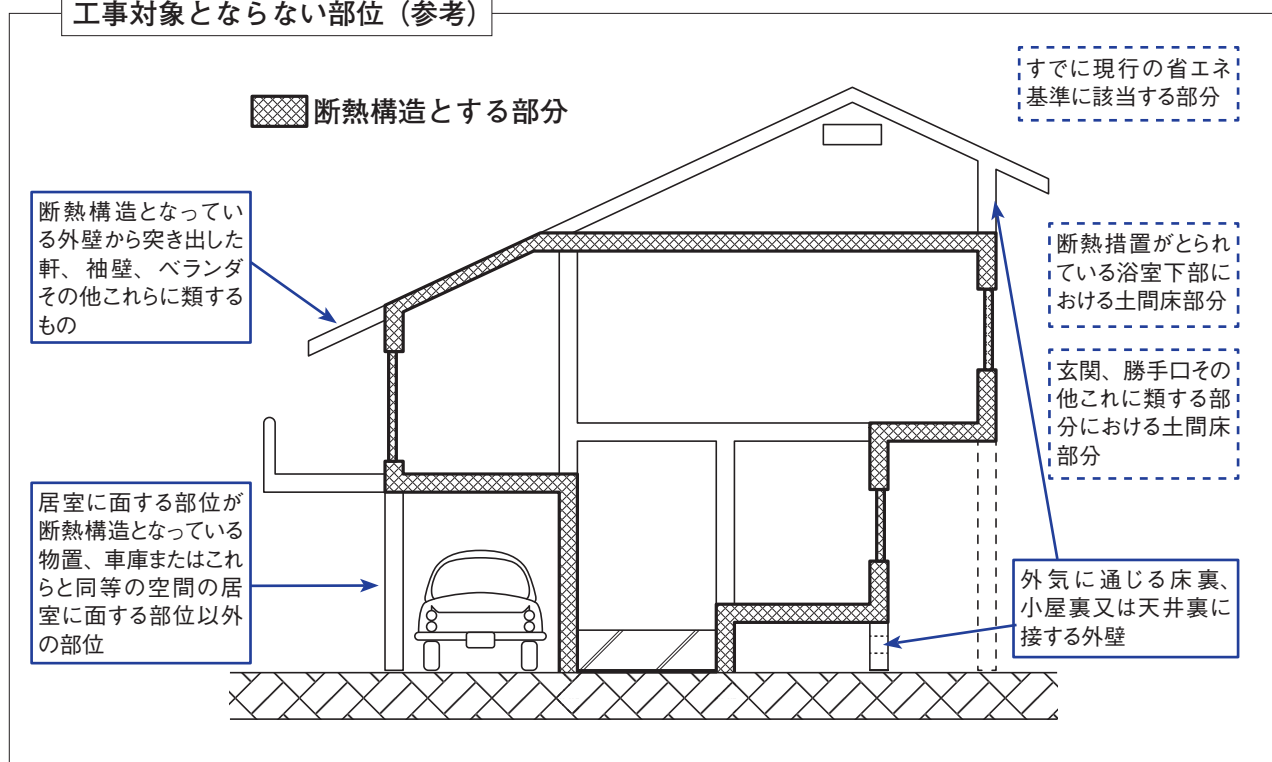 工事対象とならない部位（参考）
断熱構造とする部分
すでに現行の省エネ
基準に該当する部分
断熱構造となってい
る外壁から突き出した
軒、袖壁、ベランダ
その他これらに類する
もの
断熱措置がとられ
ている浴室下部に
おける土間床部分
玄関、勝手口その
他これに類する部
分における土間床
部分
居室に面する部位が
断熱構造となっている
物置、車庫またはこれ
らと同等の空間の居
室に面する部位以外
の部位
外気に通じる床裏、
小屋裏又は天井裏に
接する外壁